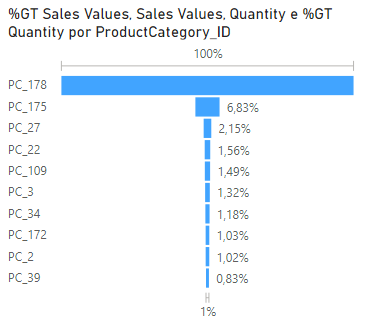 %GT Sales Values, Sales Values, Quantity e %GT
Quantity por ProductCategory_ID
100%
PC_178
PC_175 6,83%
PC_27 2,15%
PC_22 1,56%
PC_109 1,49%
PC_3 1,32%
PC_34 1,18%
PC_172 1,03%
PC_2 1,02%
PC_39 0,83%
1%